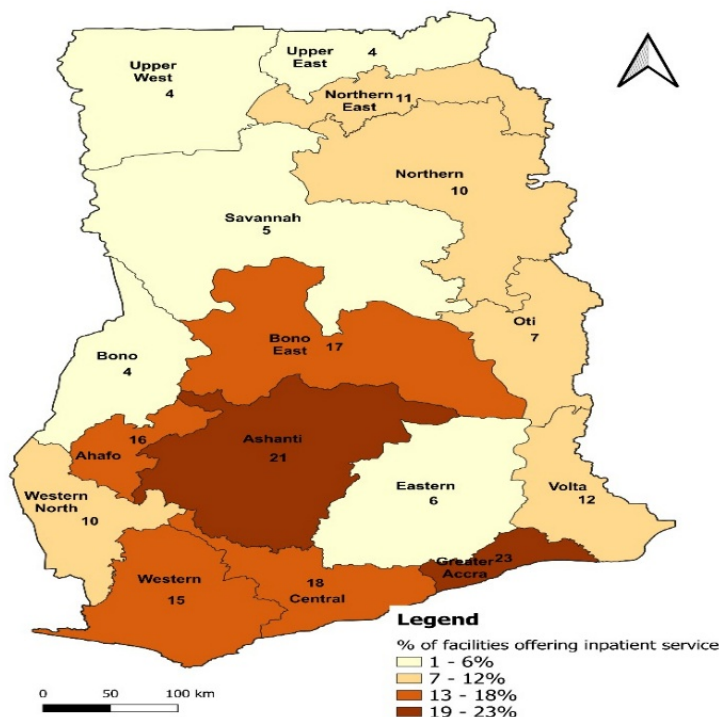 Upper
West
4
Upper
East
4
Northern
East
11
Northern
10
Savannah
5
Oti
7
Bono
4
Bono
East
17
Ahafo
16
Ashanti
21
Eastern
6
Volta
12
Western
North
10
Western
15
18
Central
Greater
Accra
23
Legend
% of facilities offering inpatient service
1 - 6%
7 - 12%
13 - 18%
19 - 23%
0 50 100 km